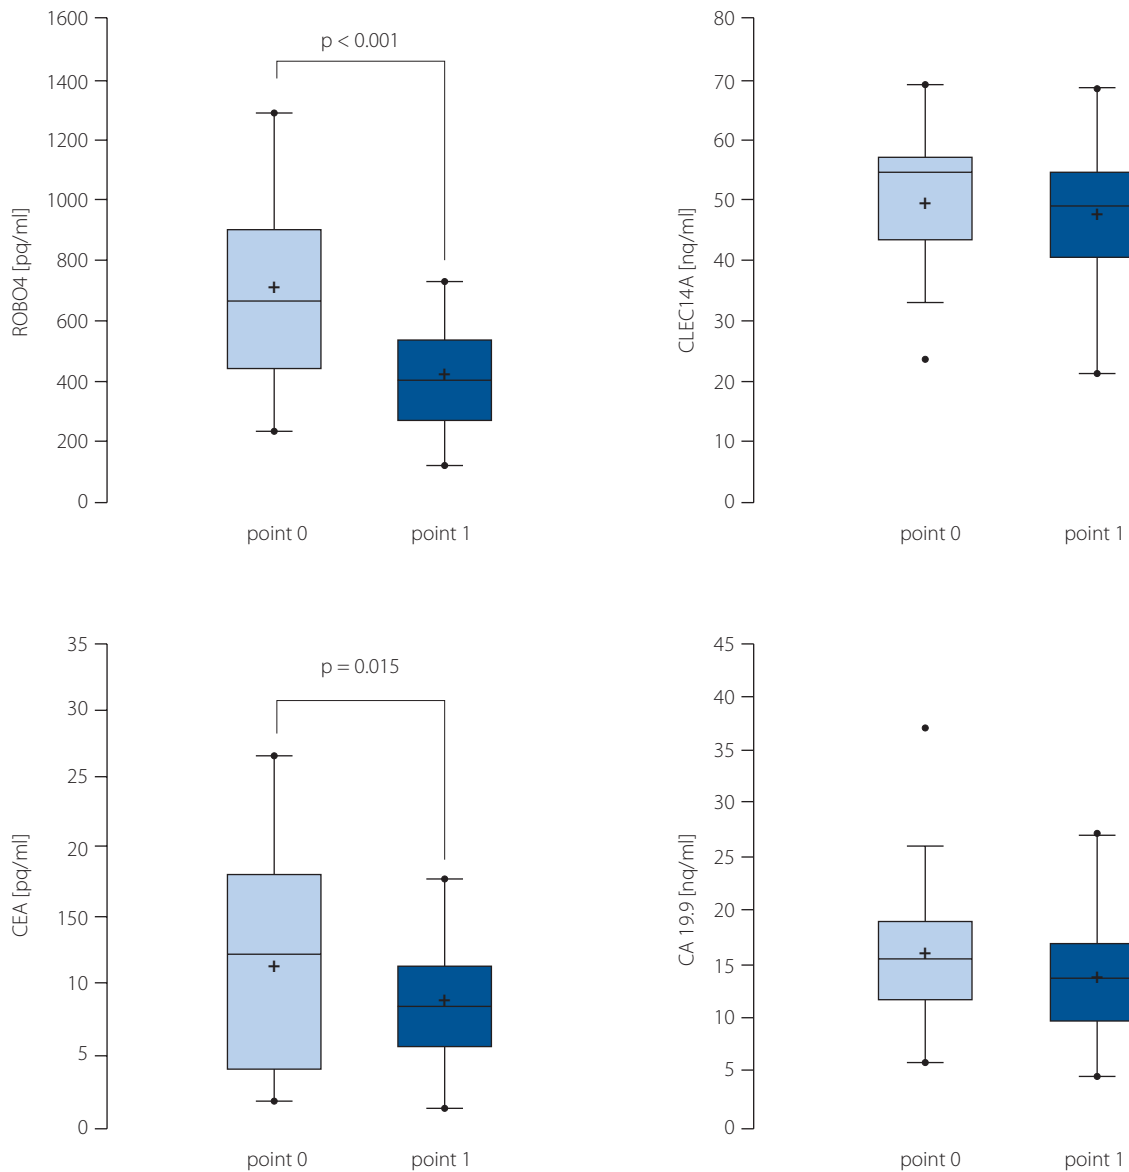 ROBO4 [pq/ml]
1600
1400
1200
1000
800
600
400
200
0
p < 0.001
point 0
point 1
CLEC14A [nq/ml]
80
70
60
50
40
30
20
10
0
point 0
point 1
CEA [pq/ml]
35
30
25
20
150
10
5
0
p = 0.015
point 0
point 1
CA 19.9 [nq/ml]
45
40
35
30
25
20
15
10
5
0
point 0
point 1